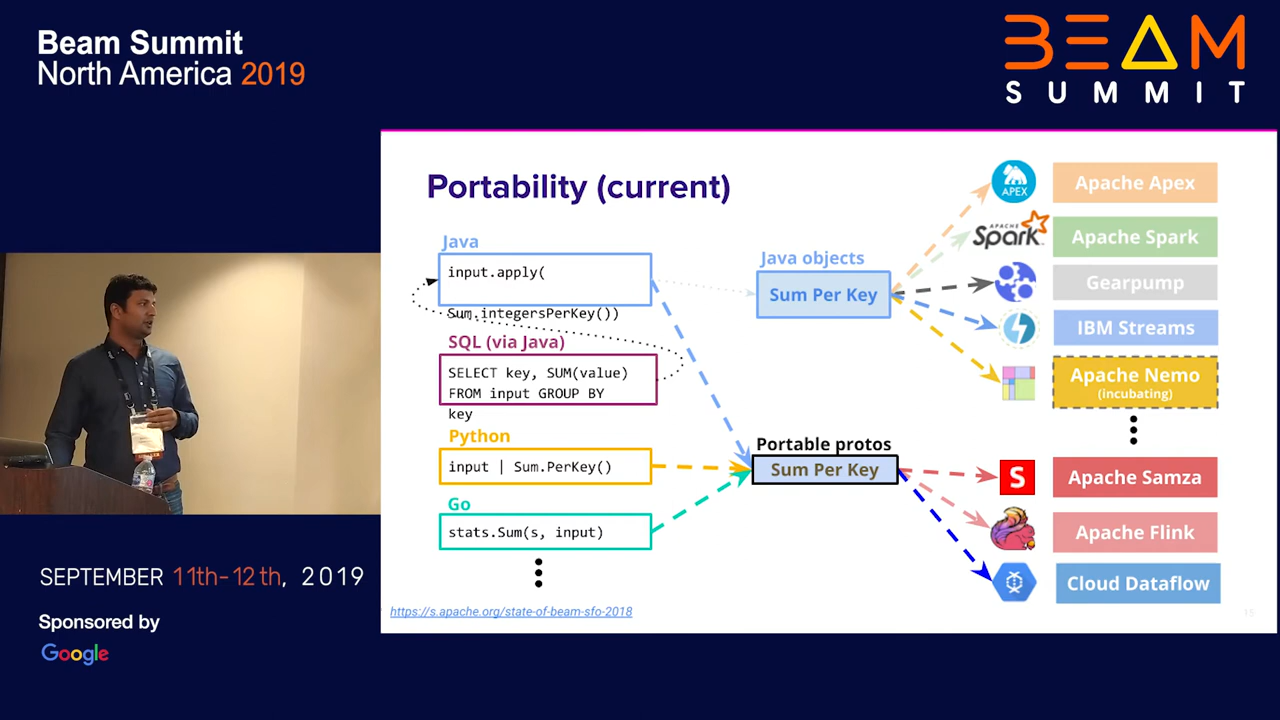 Beam Summit
North America 2019
BEAM
SUMMIT
Portability (current)
Java
input.apply(
Sum.integersPerKey())
SQL (via Java)
SELECT key, SUM(value)
FROM input GROUP BY
key
Python
input | Sum.PerKey()
Go
stats.Sum(s, input)
https://s.apache.org/state-of-beam-sfo-2018
Java objects
Sum Per Key
Portable protos
Sum Per Key
APEX
Apache Apex
APACHE
Spark
Apache Spark
Gearpump
IBM Streams
Apache Nemo
(incubating)
S
Apache Samza
Apache Flink
Cloud Dataflow
15
SEPTEMBER 11th-12th, 2019
Sponsored by
Google